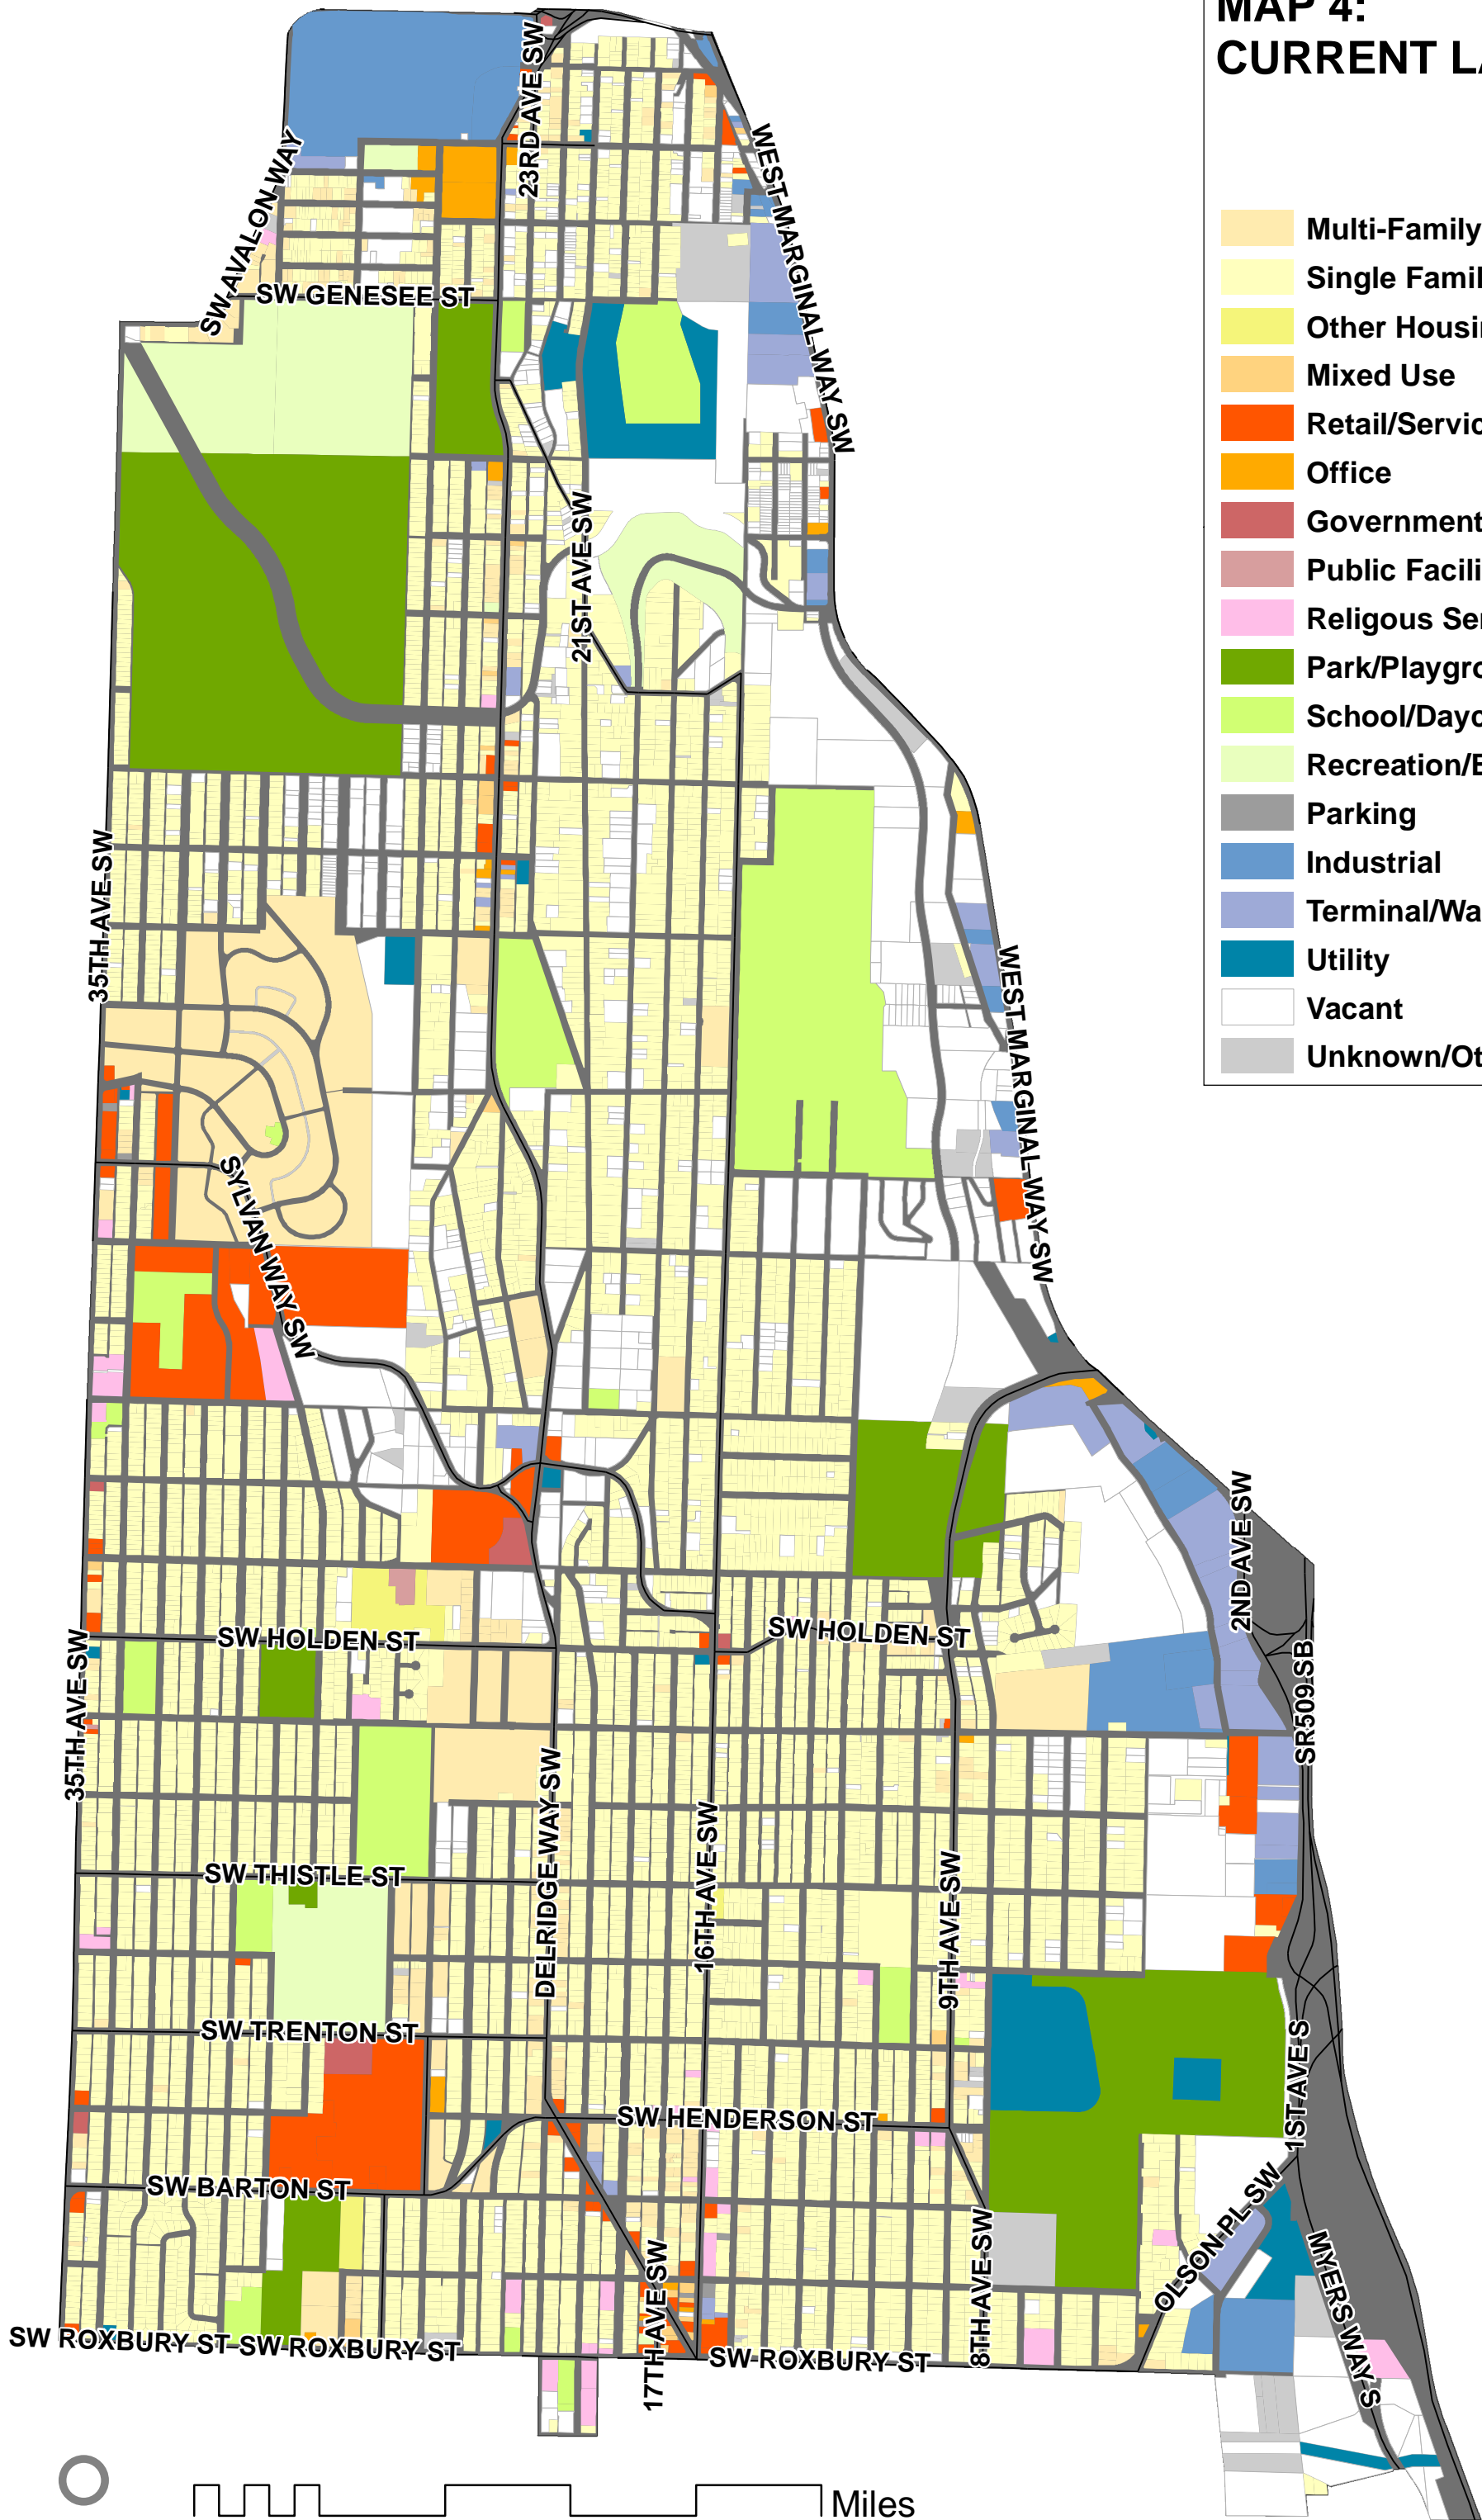 MAP 4:
CURRENT LA
Multi-Family
Single Famil
Other Housi
Mixed Use
Retail/Servic
Office
Government
Public Facili
Religous Ser
Park/Playgro
School/Dayc
Recreation/E
Parking
Industrial
Terminal/Wa
Utility
Vacant
Unknown/Ot
23RD AVE SW
WEST MARGINAL WAY SW
SW AVALON WAY
SW GENESEE ST
21ST AVE SW
35TH AVE SW
WEST MARGINAL WAY SW
SYLVAN WAY SW
2ND AVE SW
SW HOLDEN ST
SW HOLDEN ST
35TH AVE SW
SR509 SB
DELRIDGE WAY SW
16TH AVE SW
9TH AVE SW
SW THISTLE ST
SW TRENTON ST
1ST AVE S
SW HENDERSON ST
SW BARTON ST
OLSON PL SW
MYERS WAY S
8TH AVE SW
17TH AVE SW
SW ROXBURY ST
SW ROXBURY ST
SW ROXBURY ST
Miles